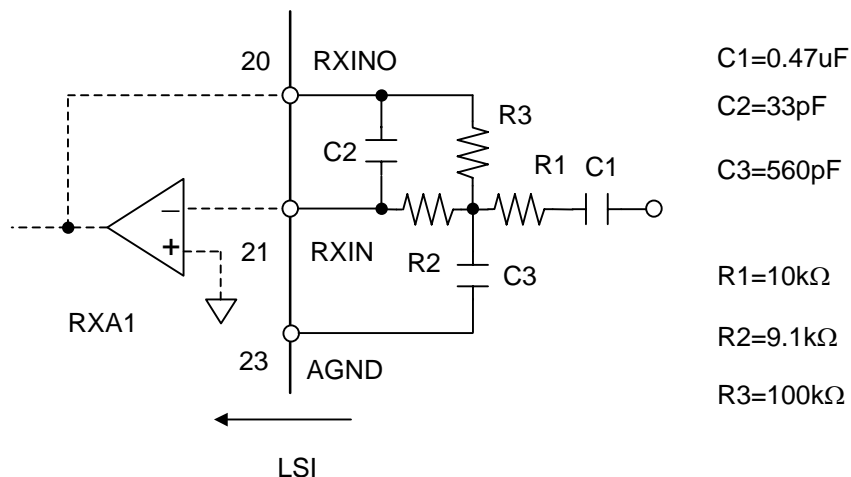 20 RXINO
C1=0.47uF
C2=33pF
R3
C2
R1 C1
C3=560pF
–
+
21 RXIN
R2 C3
R1=10kΩ
RXA1
R2=9.1kΩ
23 AGND
R3=100kΩ
LSI